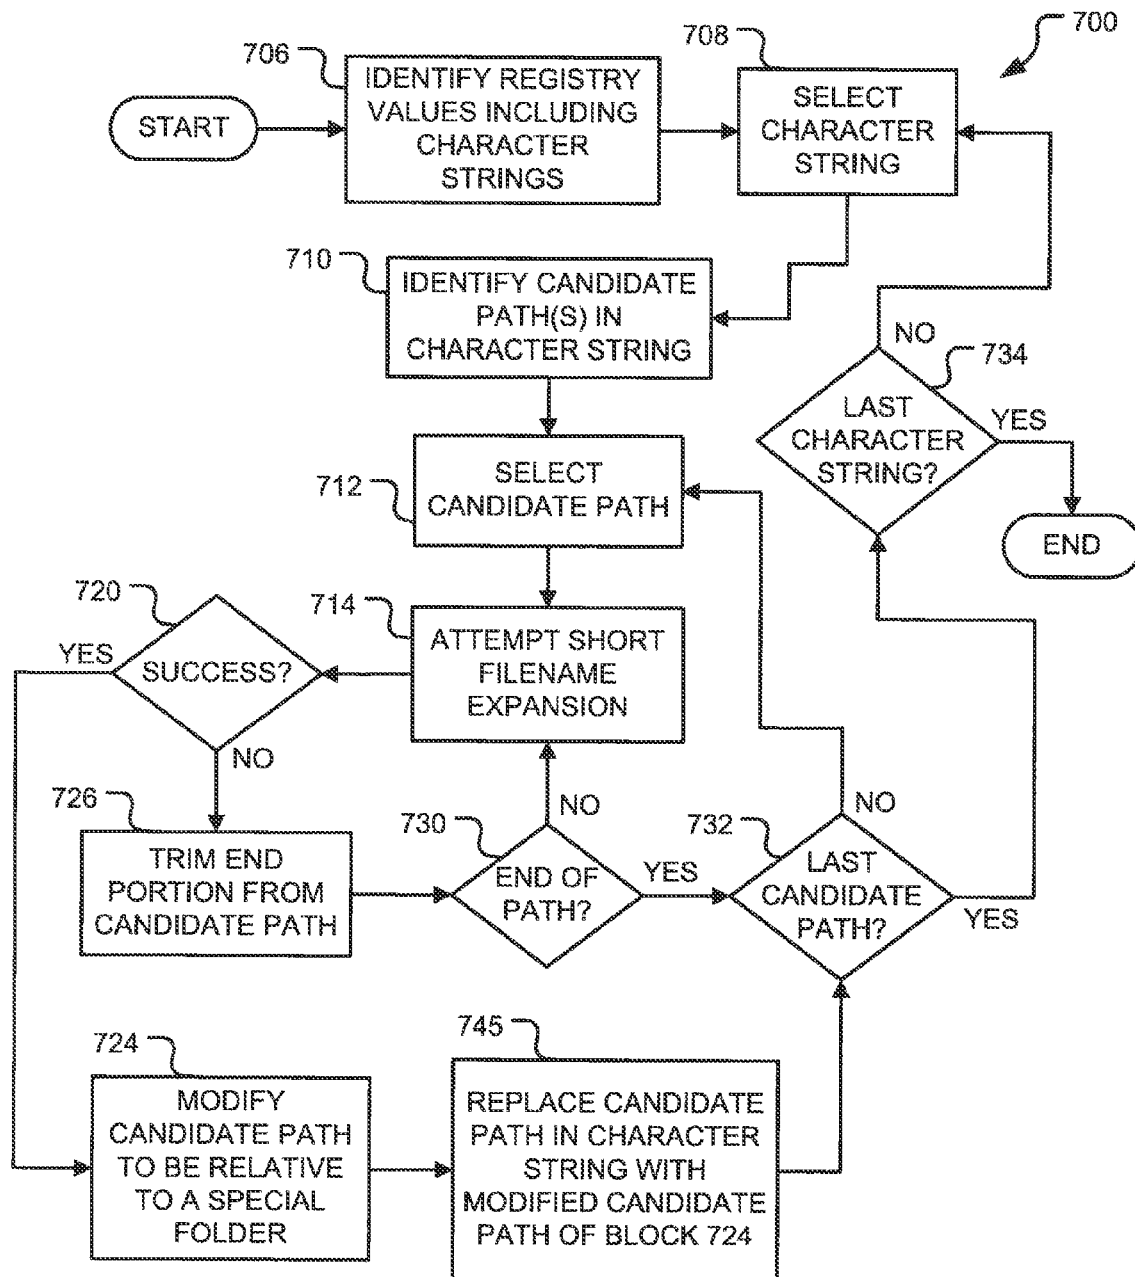 700
706
IDENTIFY REGISTRY
VALUES INCLUDING
CHARACTER
STRINGS
708
SELECT
CHARACTER
STRING
START
710
IDENTIFY CANDIDATE
PATH(S) IN
CHARACTER STRING
NO
734
LAST
CHARACTER
STRING?
YES
END
712
SELECT
CANDIDATE PATH
720
YES
SUCCESS?
NO
714
ATTEMPT SHORT
FILENAME
EXPANSION
726
TRIM END
PORTION FROM
CANDIDATE PATH
NO
730
END OF
PATH?
YES
NO
732
LAST
CANDIDATE
PATH?
YES
724
MODIFY
CANDIDATE PATH
TO BE RELATIVE
TO A SPECIAL
FOLDER
745
REPLACE CANDIDATE
PATH IN CHARACTER
STRING WITH
MODIFIED CANDIDATE
PATH OF BLOCK 724